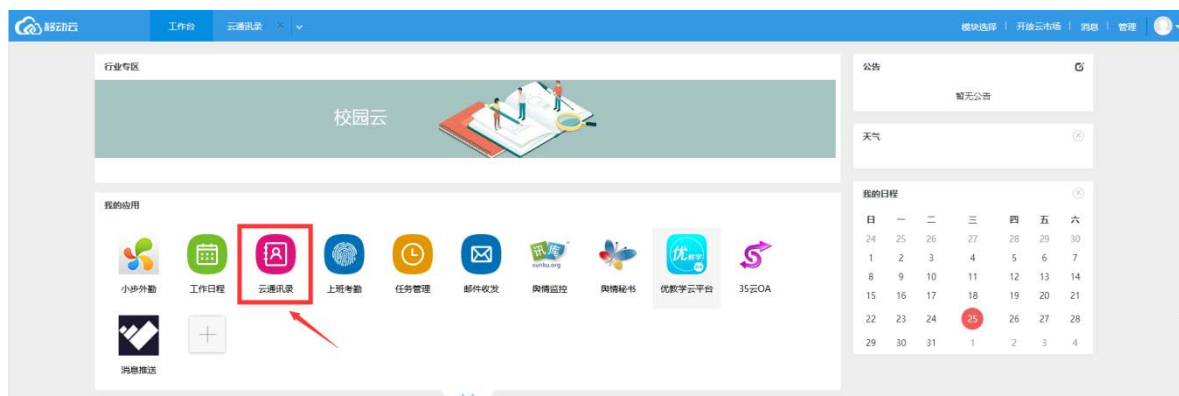 移动云 工作台 云通讯录 × 模块选择 | 开放云市场 | 消息 | 管理
行业专区
校园云
公告
暂无公告
天气
我的应用
小步外勤 工作日程 云通讯录 上班考勤 任务管理 邮件收发 舆情监控 舆情秘书 优教学云平台 35云OA
讯库
xunku.org
优教学
消息推送
我的日程
日 一 二 三 四 五 六
24 25 26 27 28 29 30
1 2 3 4 5 6 7
8 9 10 11 12 13 14
15 16 17 18 19 20 21
22 23 24 25 26 27 28
29 30 31 1 2 3 4